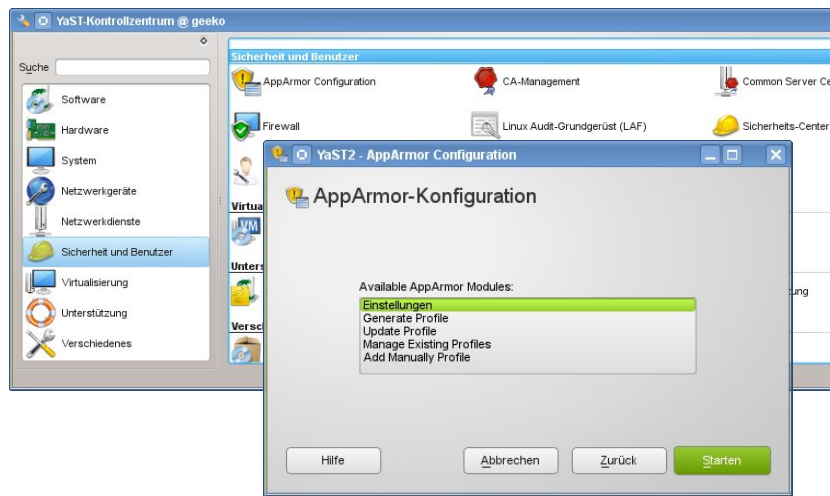 YaST-Kontrollzentrum @ geeko
Suche
Software
Hardware
System
Netzwerkgeräte
Netzwerkdienste
Sicherheit und Benutzer
Virtualisierung
Unterstützung
Verschiedenes
Sicherheit und Benutzer
AppArmor Configuration
CA-Management
Common Server Ce
Firewall
Linux Audit-Grundgerüst (LAF)
Sicherheits-Center
Virtua
Unters
ung
Versc
YaST2 - AppArmor Configuration
AppArmor-Konfiguration
Available AppArmor Modules:
Einstellungen
Generate Profile
Update Profile
Manage Existing Profiles
Add Manually Profile
Hilfe
Abbrechen
Zurück
Starten